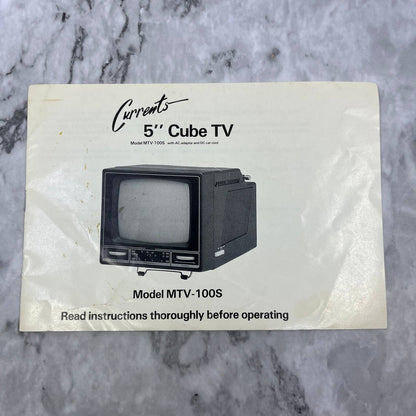 Currents
5'' Cube TV
Model MTV-100S with AC adaptor and DC car cord
Model MTV-100S
Read instructions thoroughly before operating